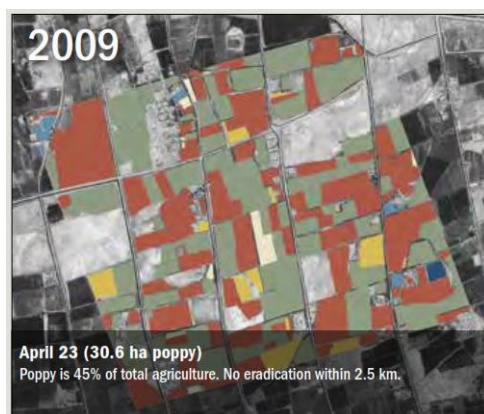 2009
April 23 (30.6 ha poppy)
Poppy is 45% of total agriculture. No eradication within 2.5 km.